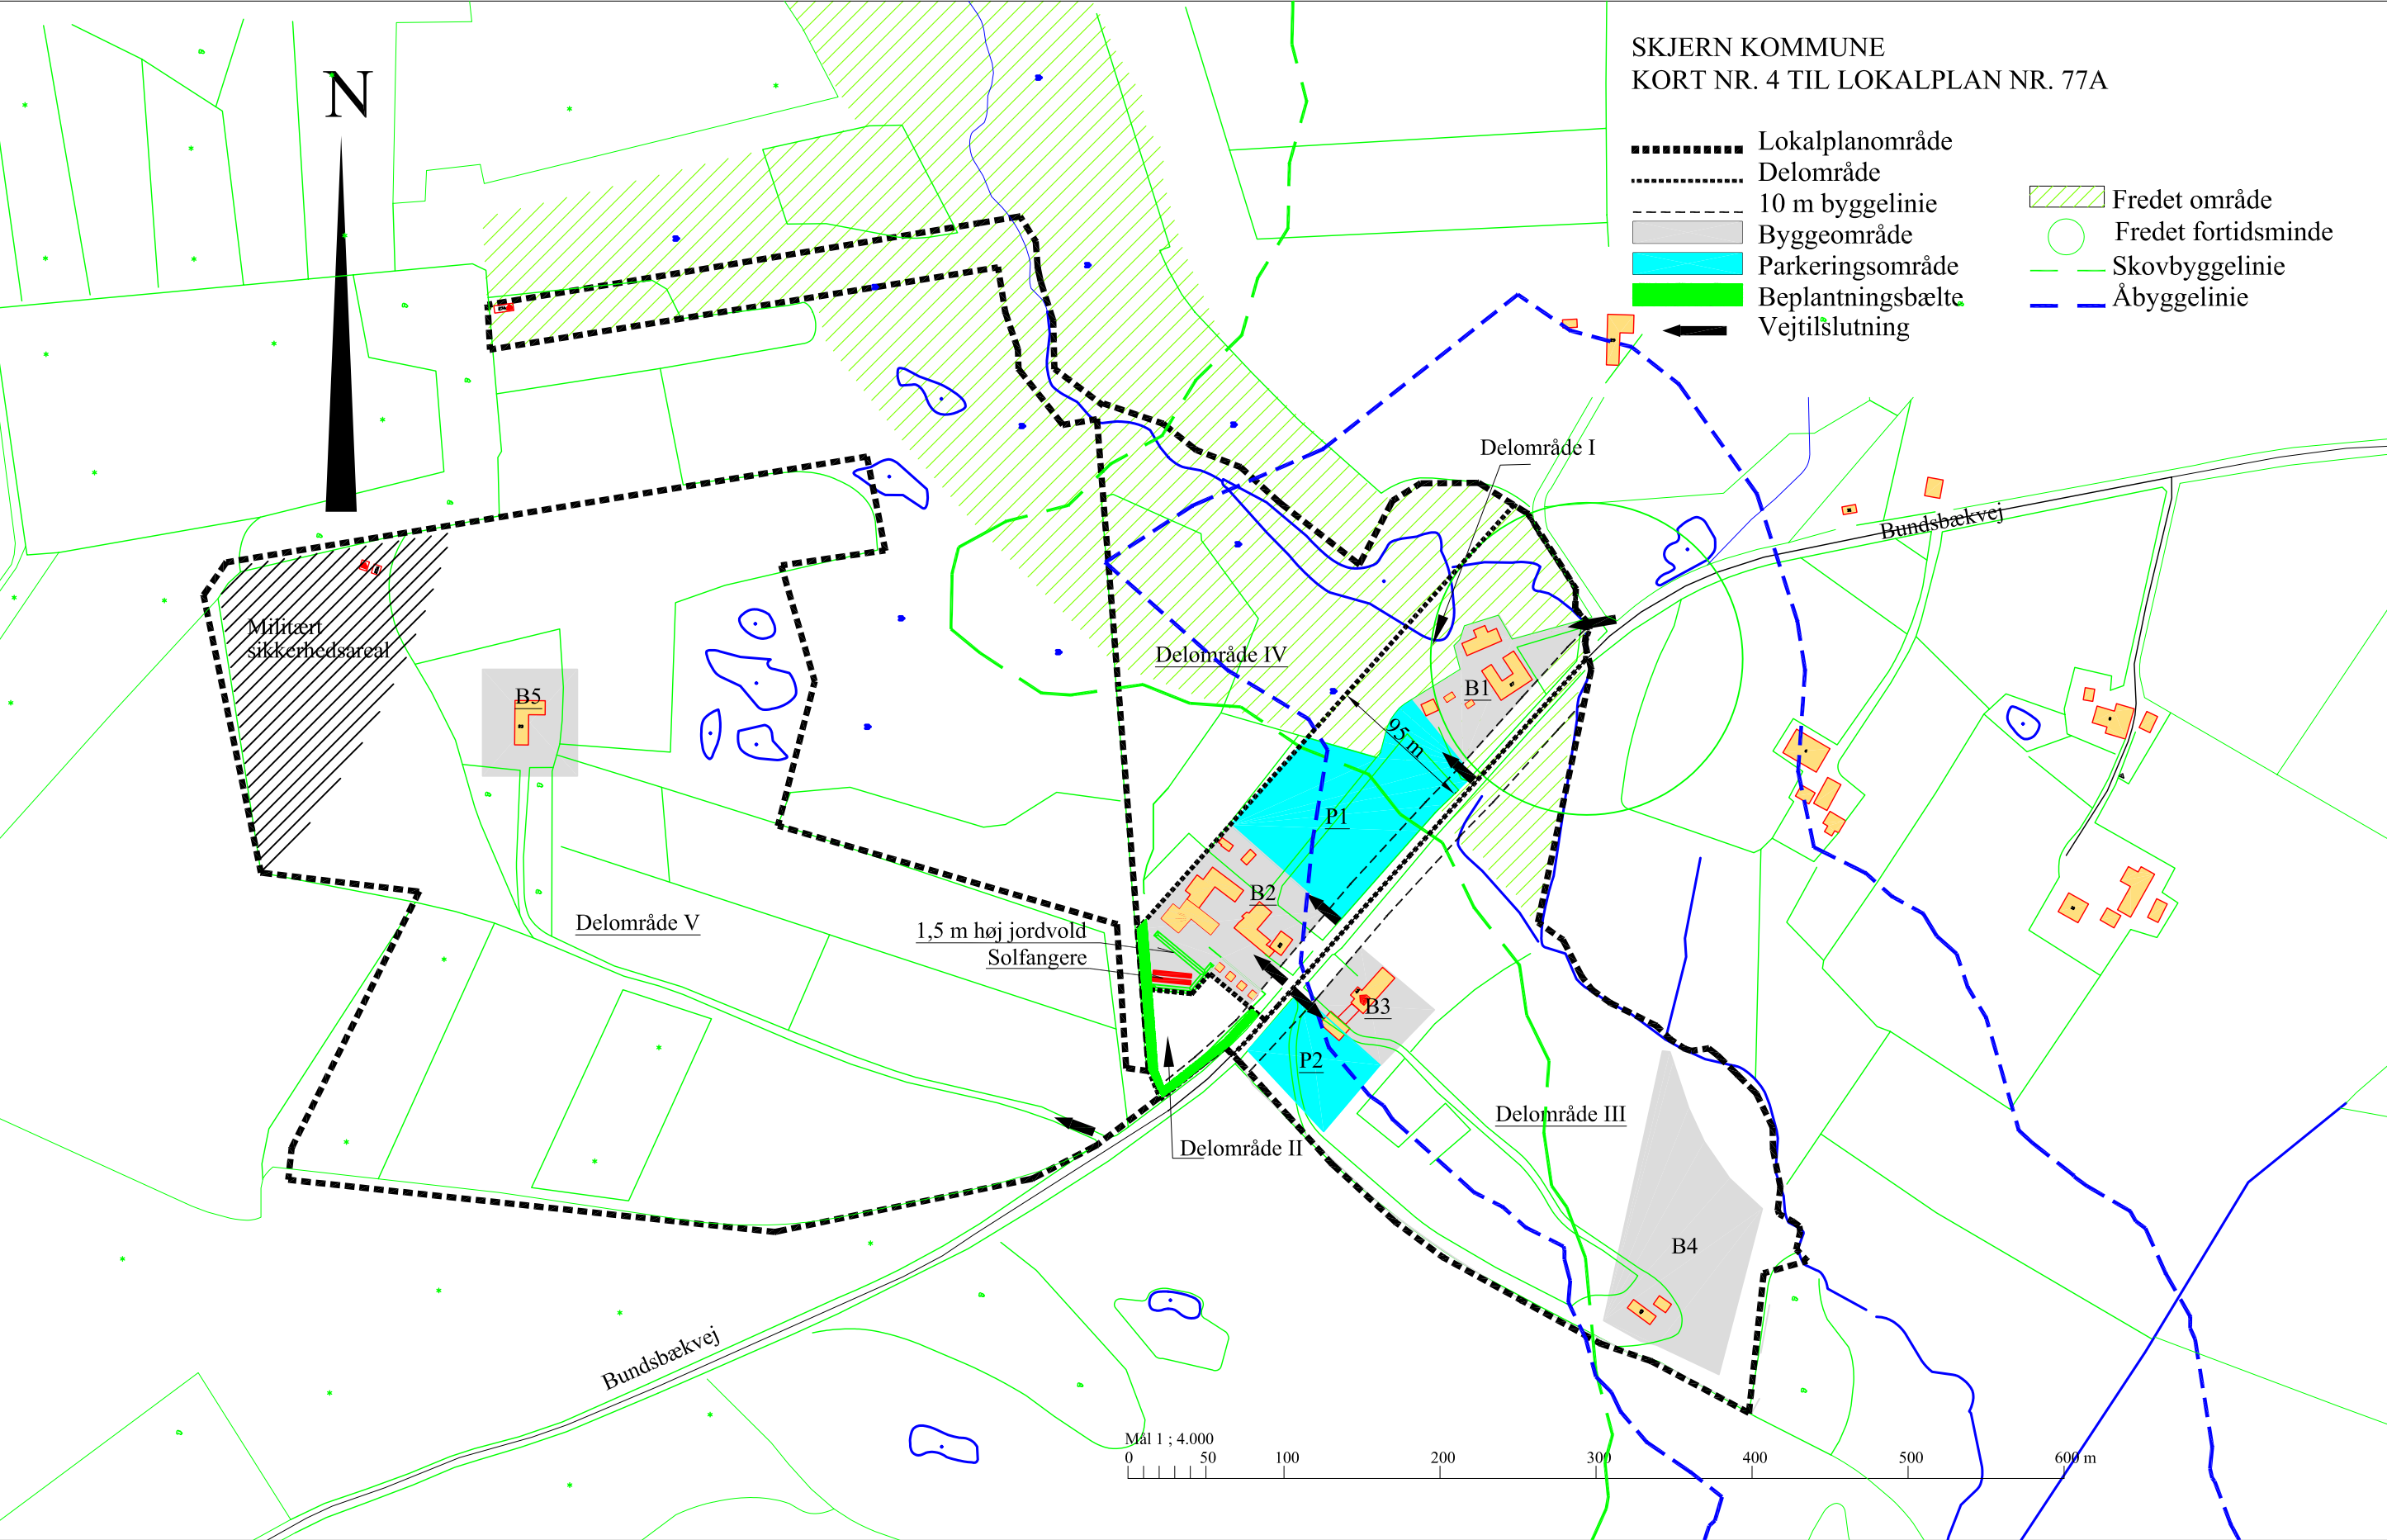 SKJERN KOMMUNE
KORT NR. 4 TIL LOKALPLAN NR. 77A
N
Lokalplanområde
Delområde
10 m byggelinie
Byggeområde
Parkeringsområde
Beplantningsbælte
Vejtilslutning
Fredet område
Fredet fortidsminde
Skovbyggelinie
Åbyggelinie
Delområde I
Bundsbækvej
Militært
sikkerhedsareal
Delområde IV
B5
B1
95 m
P1
B2
Delområde V
1,5 m høj jordvold
Solfangere
B3
P2
Delområde III
Delområde II
B4
Bundsbækvej
Mål 1 ; 4.000
0 50 100 200 300 400 500 600 m